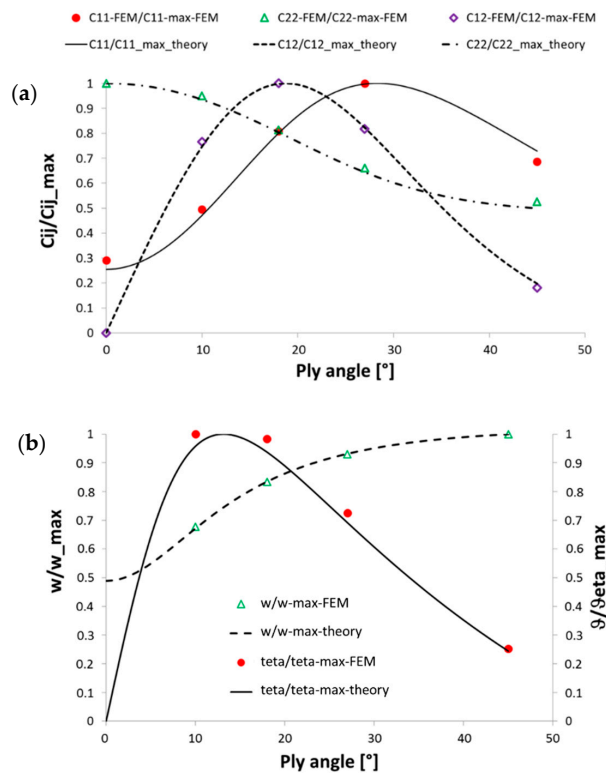 C11-FEM/C11-max-FEM C22-FEM/C22-max-FEM C12-FEM/C12-max-FEM
C11/C11_max_theory C12/C12_max_theory C22/C22_max_theory
(a)
Cij/Cij_max
1
0.9
0.8
0.7
0.6
0.5
0.4
0.3
0.2
0.1
0
0 10 20 30 40 50
Ply angle [°]
(b)
w/w_max
1 1
0.9 0.9
0.8 0.8
0.7 0.7
0.6 0.6
0.5 0.5
0.4 0.4
0.3 0.3
0.2 0.2
0.1 0.1
0 0
ϑ/ϑeta max
w/w-max-FEM
w/w-max-theory
teta/teta-max-FEM
teta/teta-max-theory
0 10 20 30 40 50
Ply angle [°]